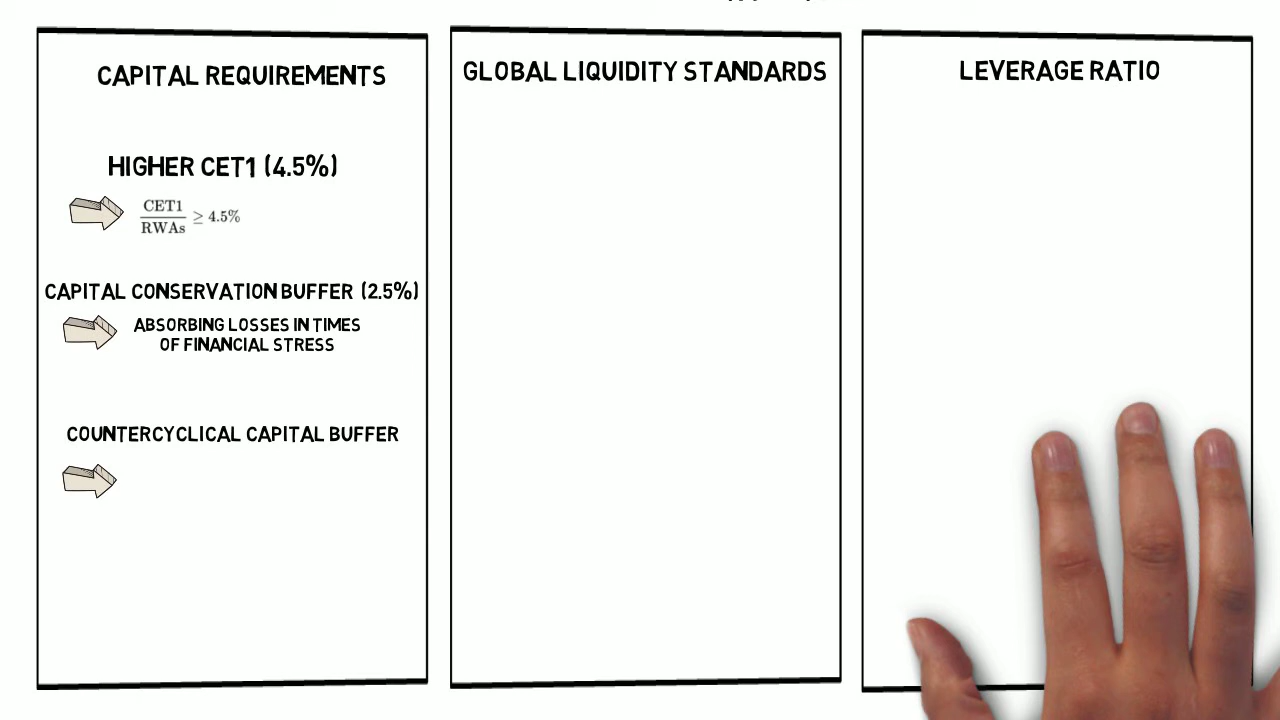 CAPITAL REQUIREMENTS
HIGHER CET1 (4.5%)
CET1
RWAs
≥ 4.5%
CAPITAL CONSERVATION BUFFER (2.5%)
ABSORBING LOSSES IN TIMES
OF FINANCIAL STRESS
COUNTERCYCLICAL CAPITAL BUFFER
GLOBAL LIQUIDITY STANDARDS
LEVERAGE RATIO